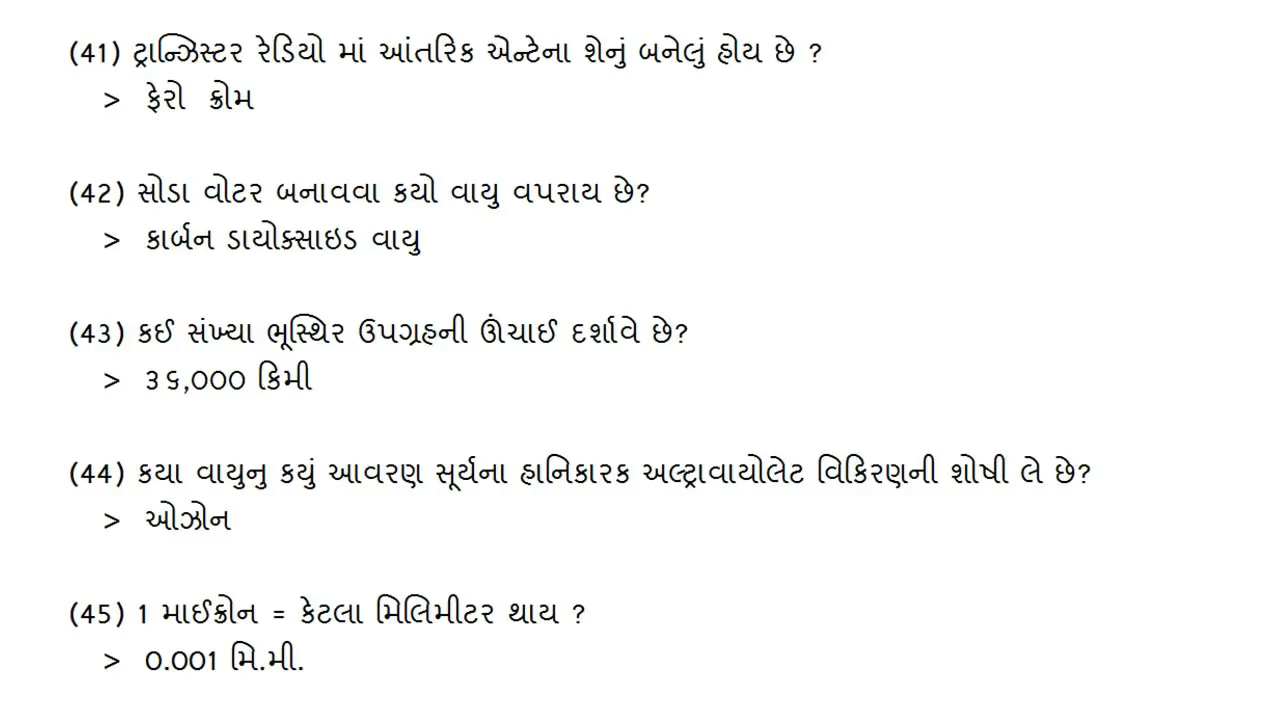 (41) ટ્રાન્ઝિસ્ટર રેડિયો માં આંતરિક એન્ટેના શેનું બનેલું હોય છે ?
> ફેરો ક્રોમ
(42) સોડા વોટર બનાવવા કયો વાયુ વપરાય છે?
> કાર્બન ડાયોક્સાઇડ વાયુ
(43) કઈ સંખ્યા ભૂસ્થિર ઉપગ્રહની ઊંચાઈ દર્શાવે છે?
> ૩૬,૦૦૦ કિમી
(44) કયા વાયુનુ કયું આવરણ સૂર્યના હાનિકારક અલ્ટ્રાવાયોલેટ વિકિરણની શોષી લે છે?
> ઓઝોન
(45) 1 માઈક્રોન = કેટલા મિલિમીટર થાય ?
> 0.001 મિ.મી.